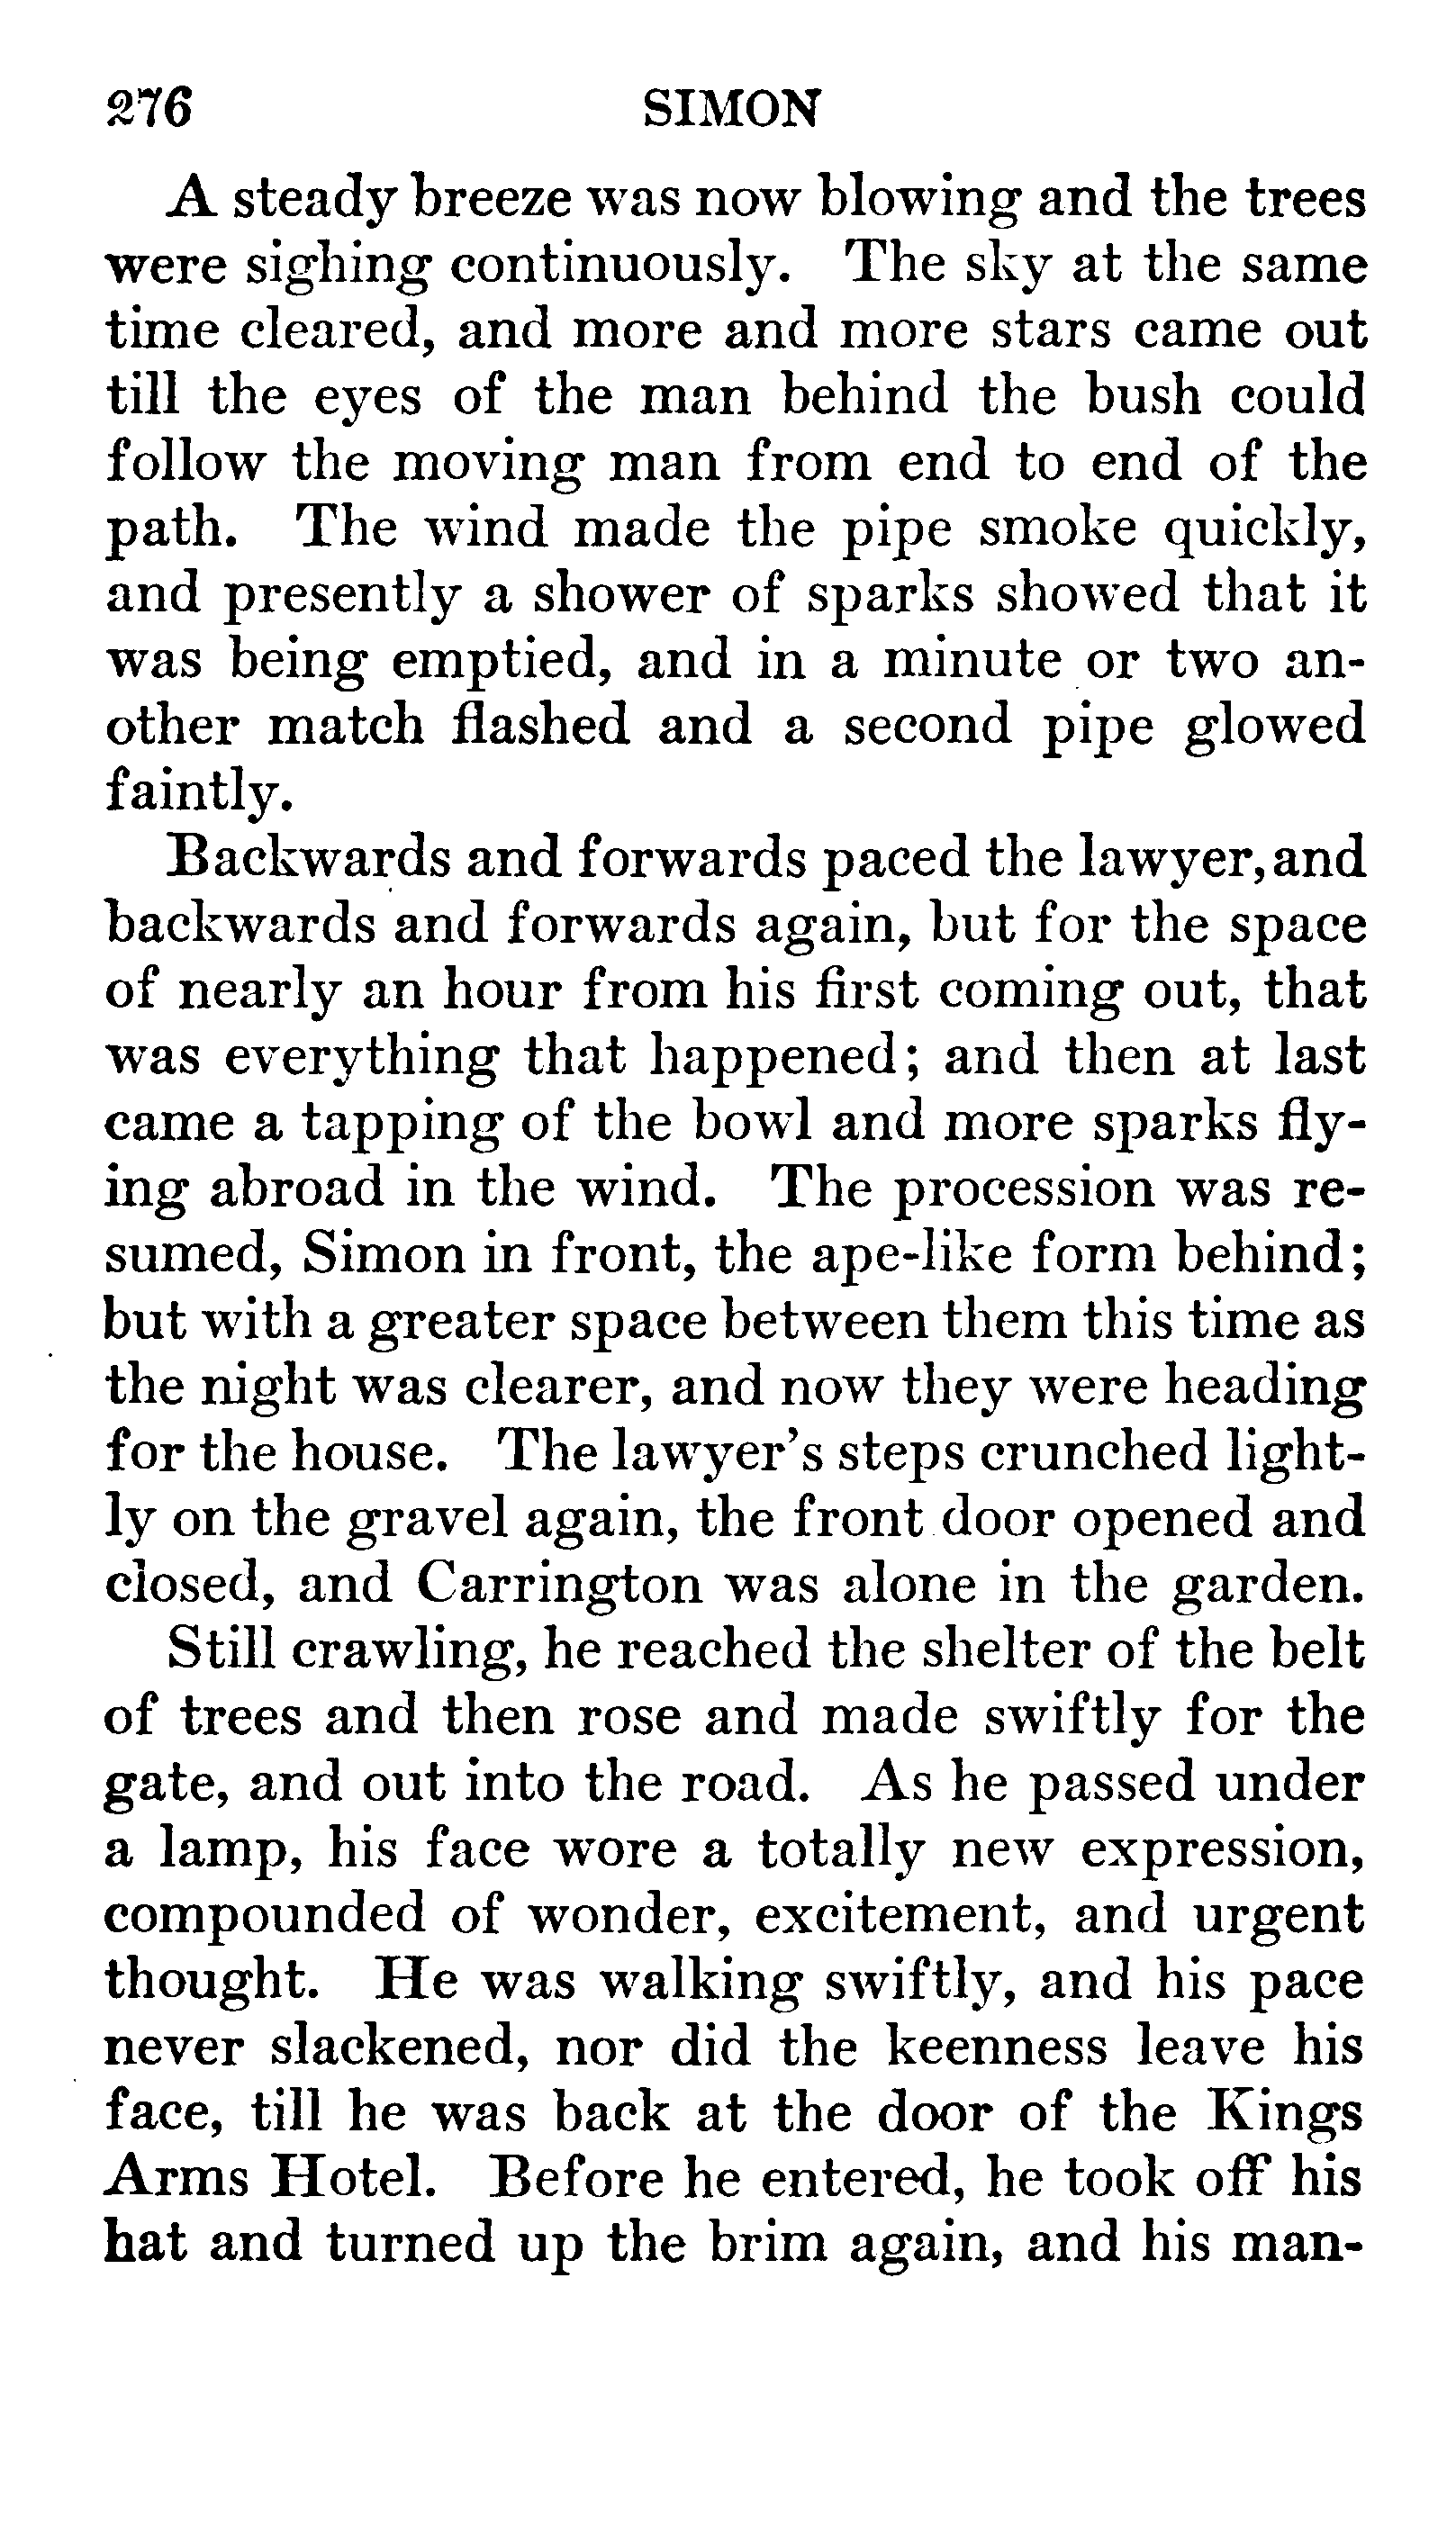 276 SIMON
A steady breeze was now blowing and the trees
were sighing continuously. The sky at the same
time cleared, and more and more stars came out
till the eyes of the man behind the bush could
follow the moving man from end to end of the
path. The wind made the pipe smoke quickly,
and presently a shower of sparks showed that it
was being emptied, and in a minute or two an-
other match flashed and a second pipe glowed
faintly.
Backwards and forwards paced the lawyer, and
backwards and forwards again, but for the space
of nearly an hour from his first coming out, that
was everything that happened; and then at last
came a tapping of the bowl and more sparks fly-
ing abroad in the wind. The procession was re-
sumed, Simon in front, the ape-like form behind;
but with a greater space between them this time as
the night was clearer, and now they were heading
for the house. The lawyer's steps crunched light-
ly on the gravel again, the front door opened and
closed, and Carrington was alone in the garden.
Still crawling, he reached the shelter of the belt
of trees and then rose and made swiftly for the
gate, and out into the road. As he passed under
a lamp, his face wore a totally new expression,
compounded of wonder, excitement, and urgent
thought. He was walking swiftly, and his pace
never slackened, nor did the keenness leave his
face, till he was back at the door of the Kings
Arms Hotel. Before he entered, he took off his
hat and turned up the brim again, and his man-